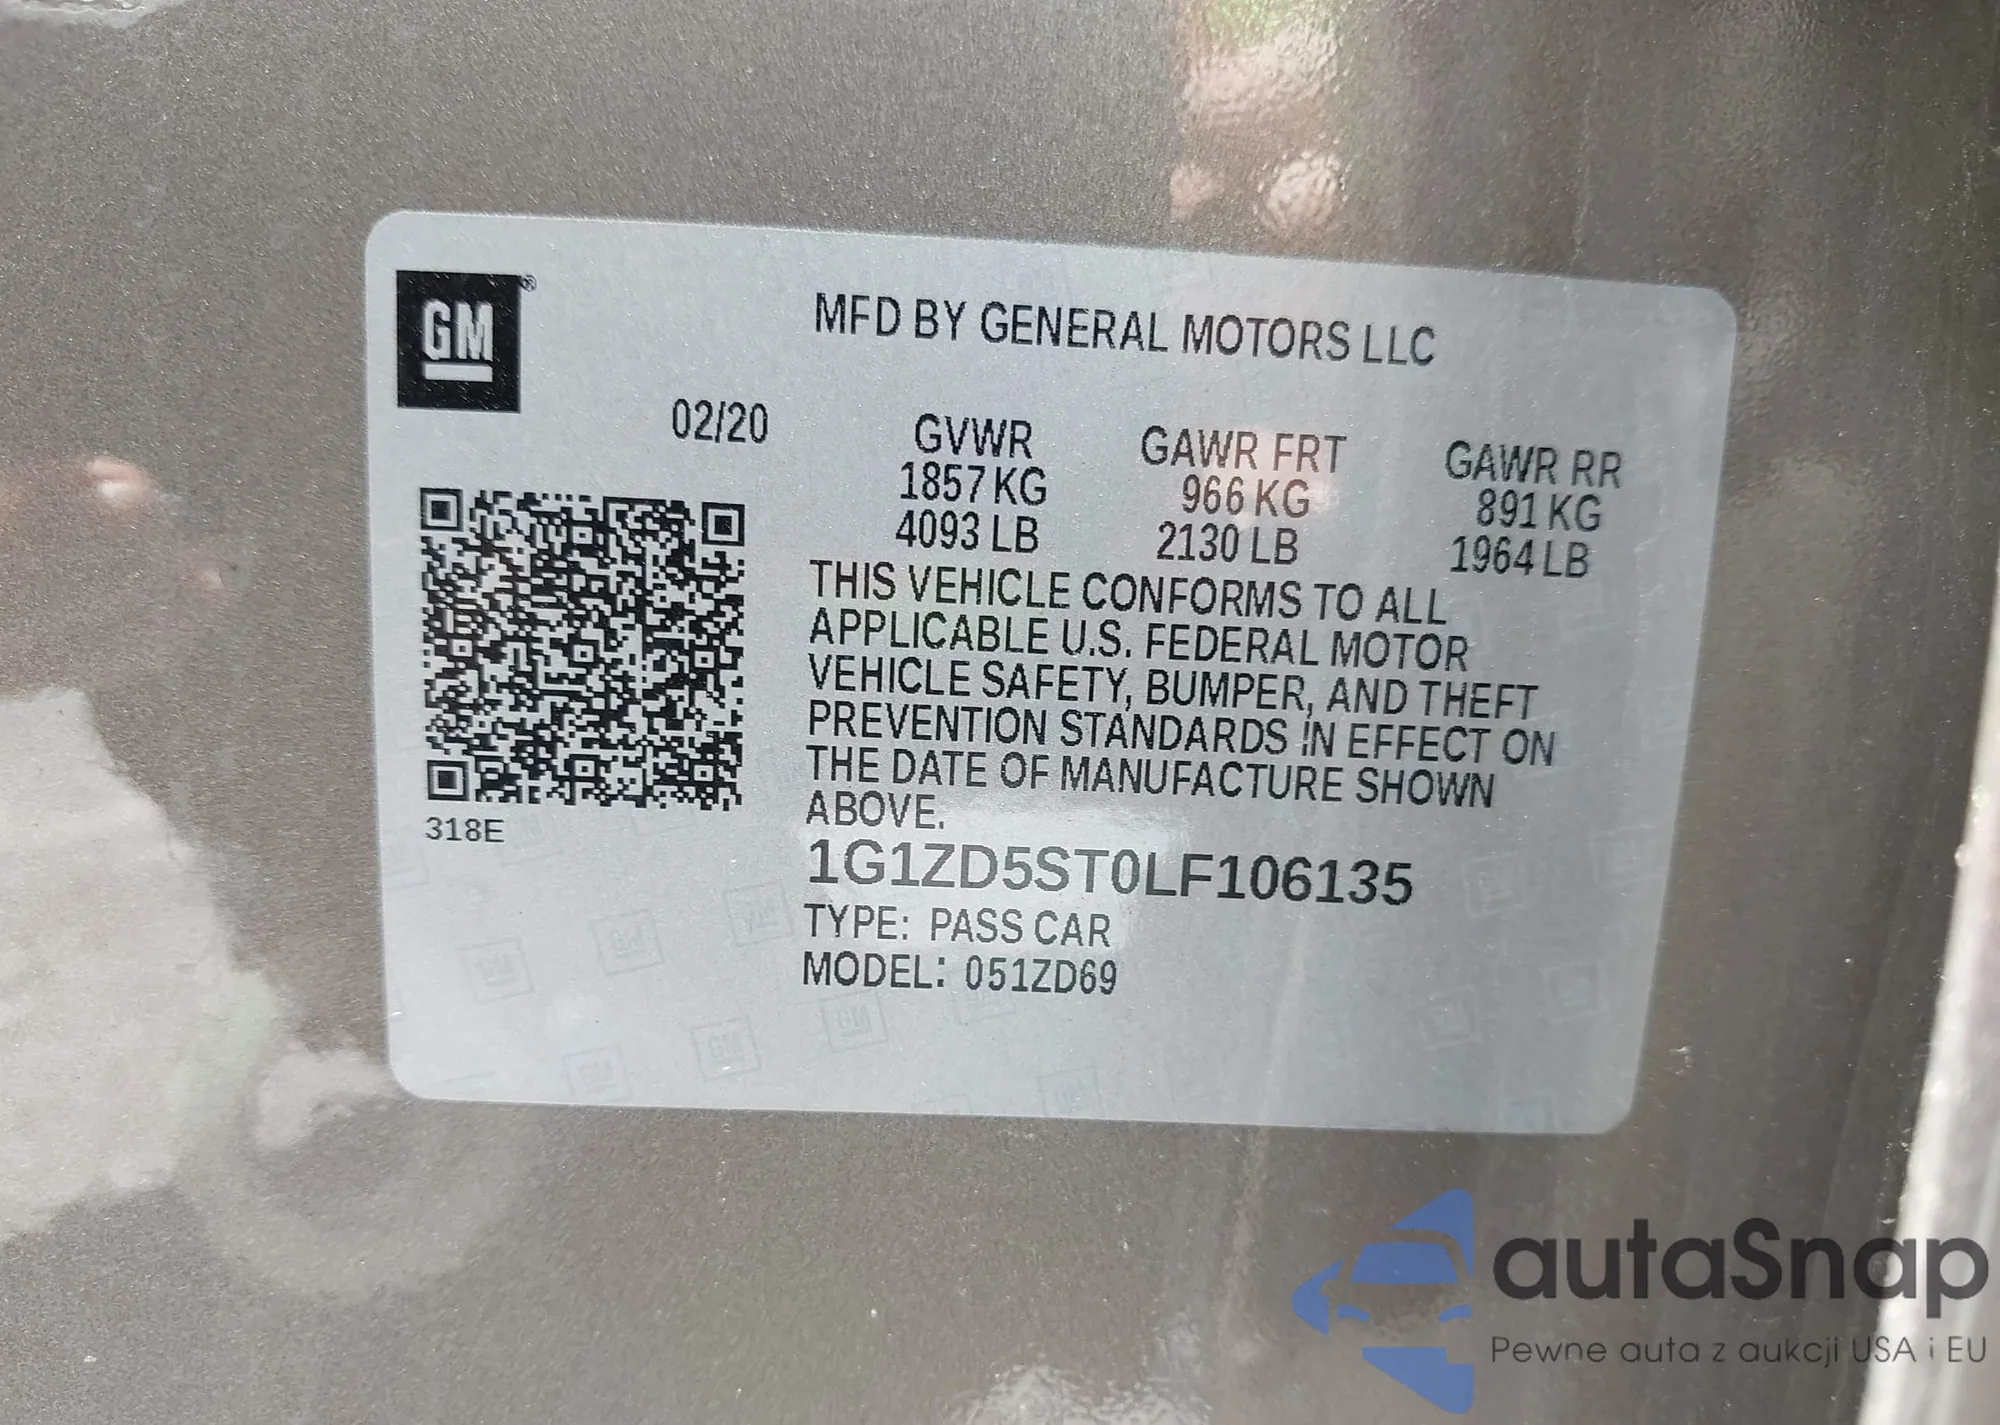 GM®
MFD BY GENERAL MOTORS LLC
02/20
GVWR
1857 KG
4093 LB
GAWR FRT
966 KG
2130 LB
GAWR RR
891 KG
1964 LB
THIS VEHICLE CONFORMS TO ALL
APPLICABLE U.S. FEDERAL MOTOR
VEHICLE SAFETY, BUMPER, AND THEFT
PREVENTION STANDARDS IN EFFECT ON
THE DATE OF MANUFACTURE SHOWN
ABOVE.
318E
1G1ZD5ST0LF106135
TYPE: PASS CAR
MODEL: 051ZD69
autaSnap
Pewne auta z aukcji USA i EU